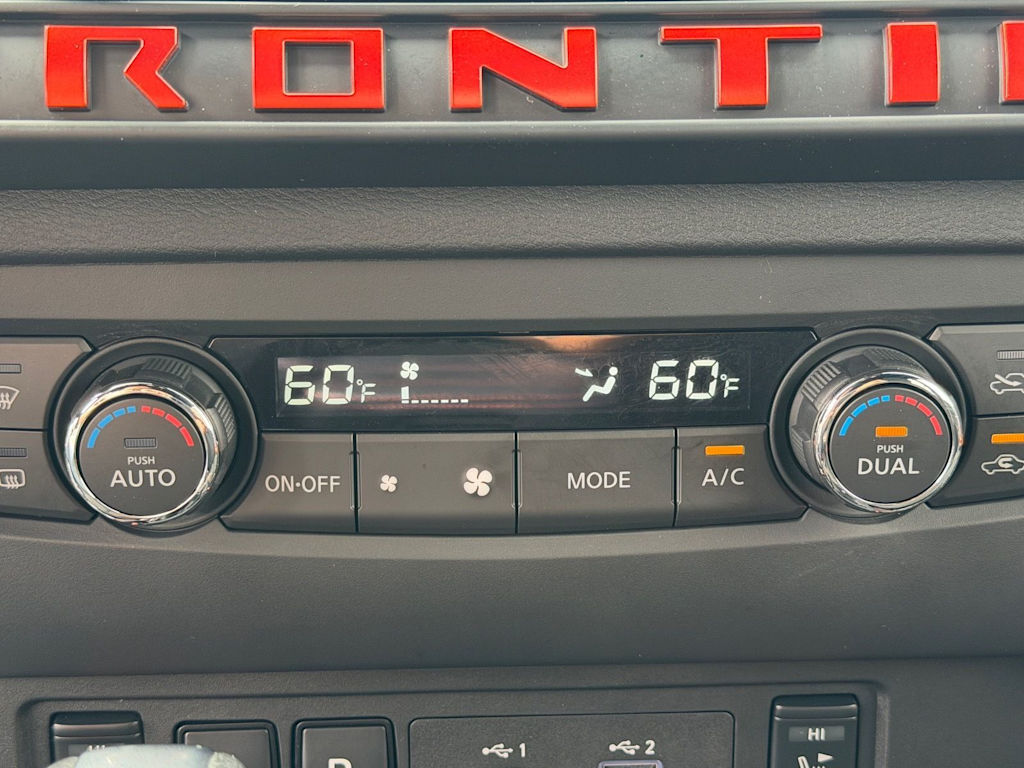 RONTI
60°F
60°F
PUSH
AUTO
ON·OFF
MODE
A/C
PUSH
DUAL
1
2
HI